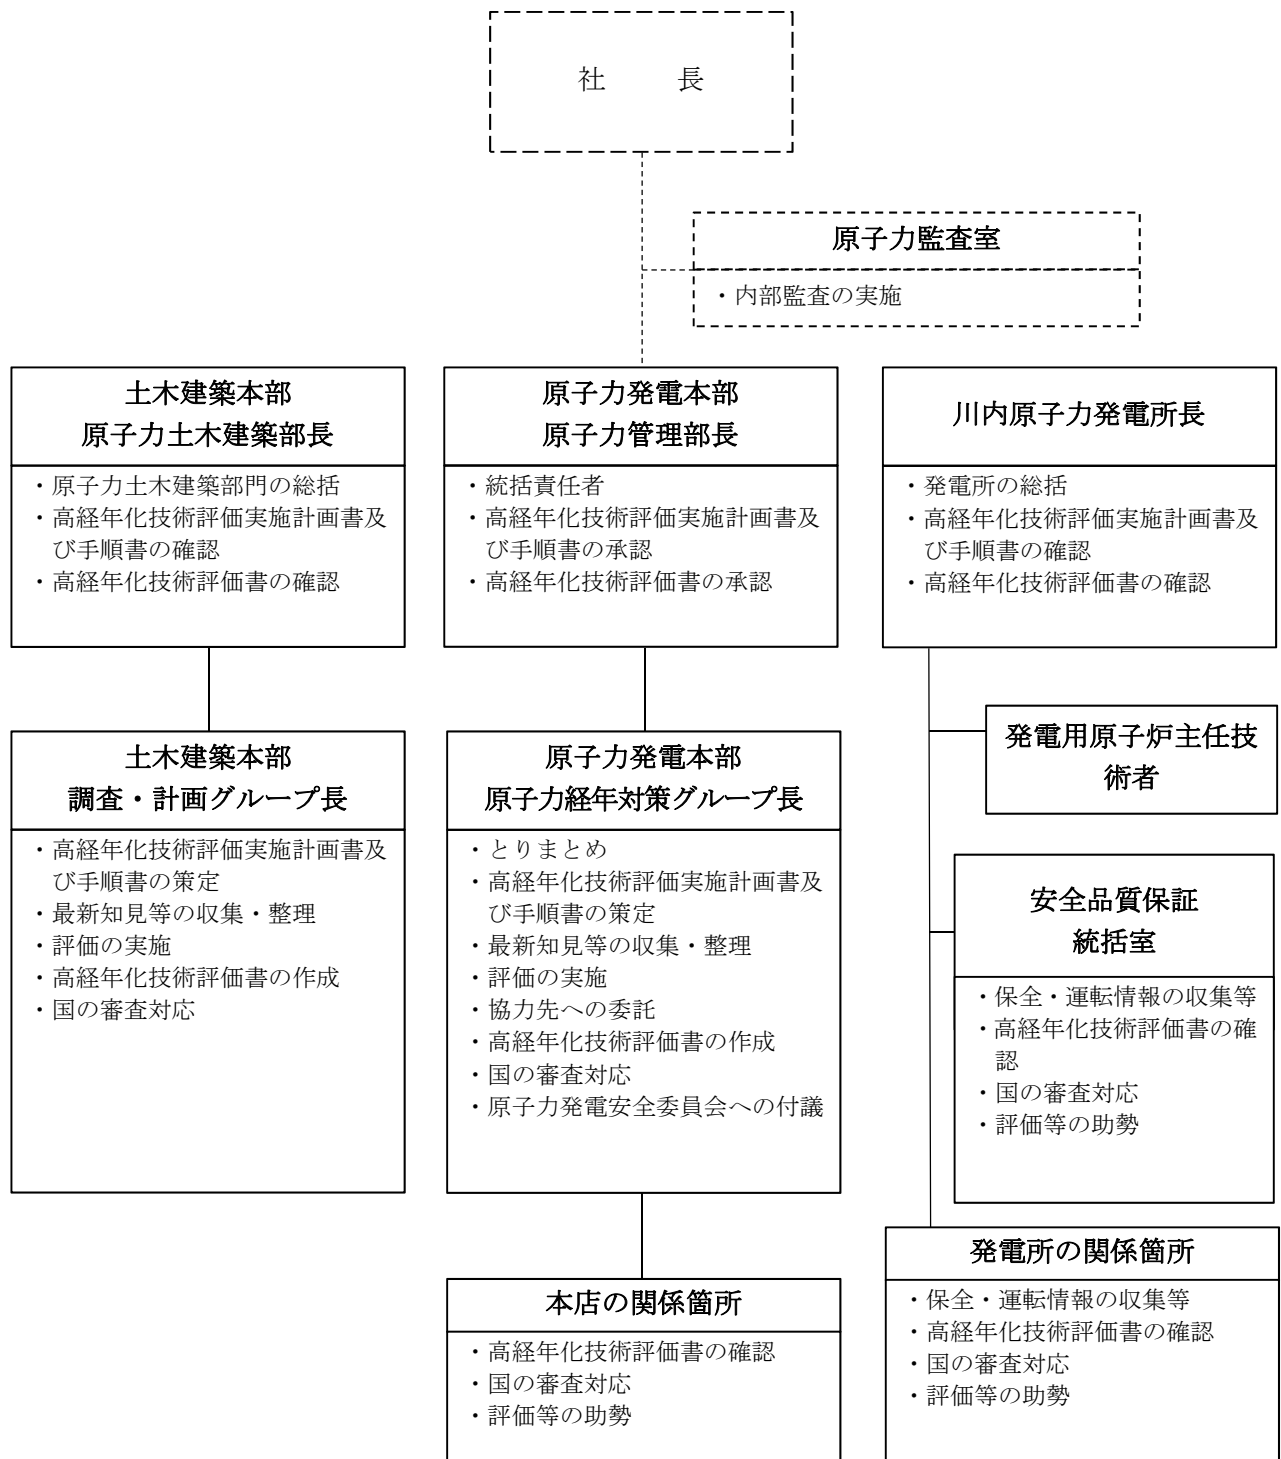 社　長
原子力監査室
・内部監査の実施
土木建築本部
原子力土木建築部長
・原子力土木建築部門の総括
・高経年化技術評価実施計画書及
び手順書の確認
・高経年化技術評価書の確認
原子力発電本部
原子力管理部長
・統括責任者
・高経年化技術評価実施計画書及
び手順書の承認
・高経年化技術評価書の承認
川内原子力発電所長
・発電所の総括
・高経年化技術評価実施計画書及
び手順書の確認
・高経年化技術評価書の確認
土木建築本部
調査・計画グループ長
・高経年化技術評価実施計画書及
び手順書の策定
・最新知見等の収集・整理
・評価の実施
・高経年化技術評価書の作成
・国の審査対応
原子力発電本部
原子力経年対策グループ長
・とりまとめ
・高経年化技術評価実施計画書及
び手順書の策定
・最新知見等の収集・整理
・評価の実施
・協力先への委託
・高経年化技術評価書の作成
・国の審査対応
・原子力発電安全委員会への付議
本店の関係箇所
・高経年化技術評価書の確認
・国の審査対応
・評価等の助勢
発電用原子炉主任技
術者
安全品質保証
統括室
・保全・運転情報の収集等
・高経年化技術評価書の確
認
・国の審査対応
・評価等の助勢
発電所の関係箇所
・保全・運転情報の収集等
・高経年化技術評価書の確認
・国の審査対応
・評価等の助勢